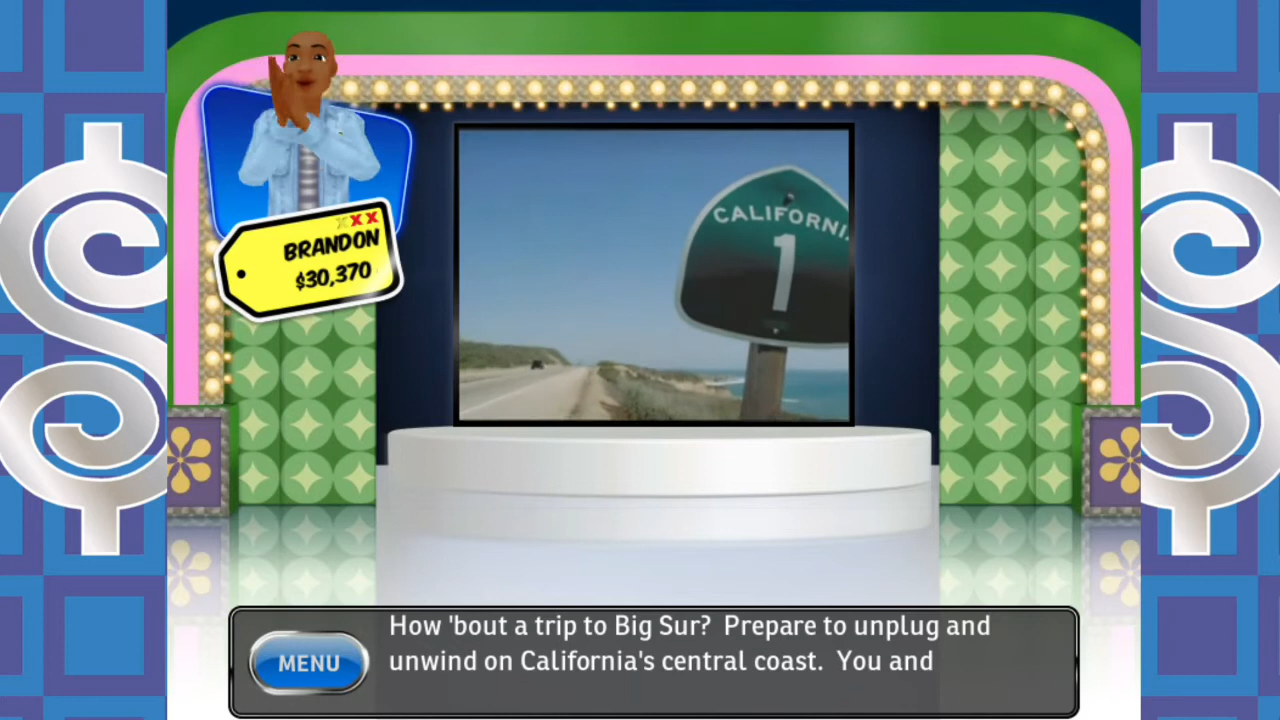 XXX
BRANDON
$30,370
CALIFORNI
1
How 'bout a trip to Big Sur? Prepare to unplug and
unwind on California's central coast. You and
MENU